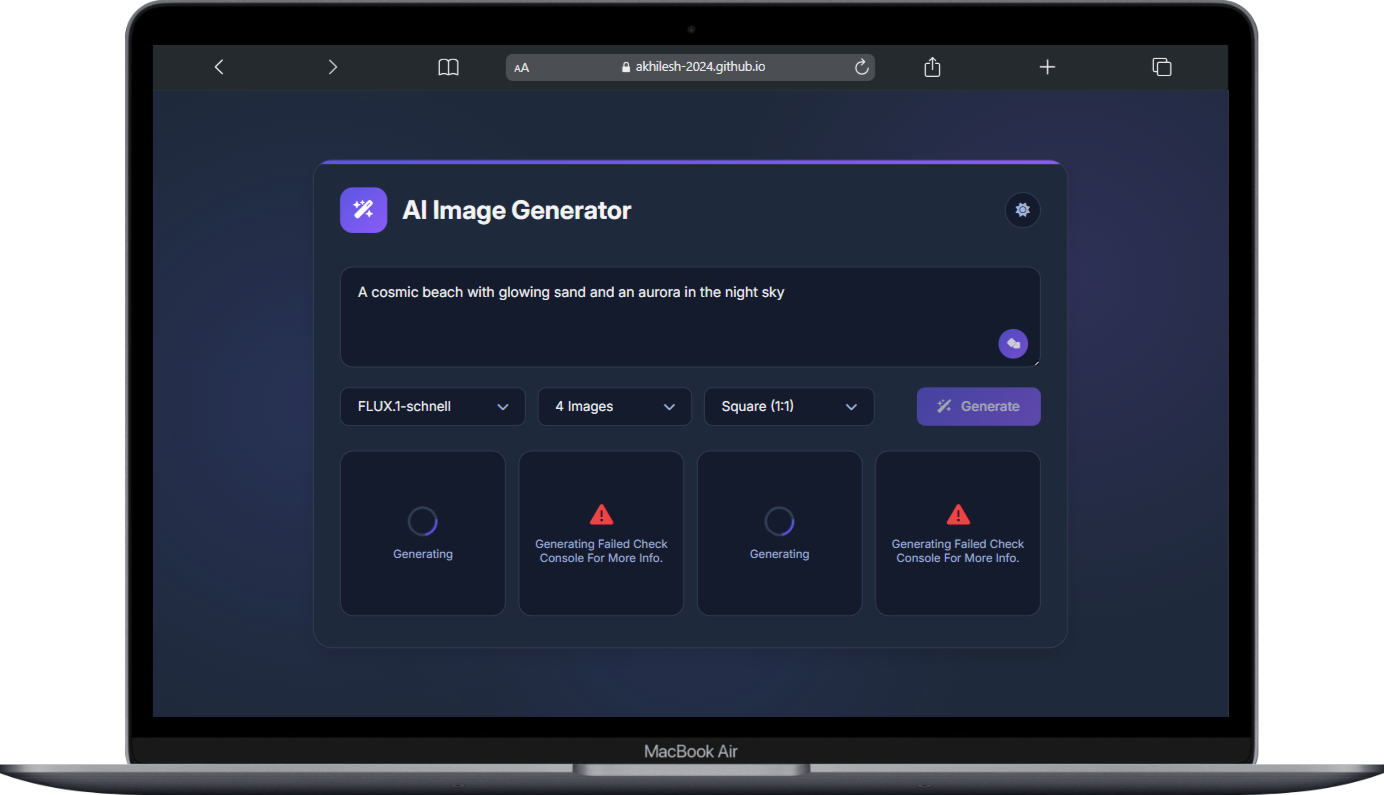 AA akhilesh-2024.github.io
AI Image Generator
A cosmic beach with glowing sand and an aurora in the night sky
FLUX.1-schnell 4 Images Square (1:1) Generate
Generating
Generating Failed Check
Console For More Info.
Generating
Generating Failed Check
Console For More Info.
MacBook Air